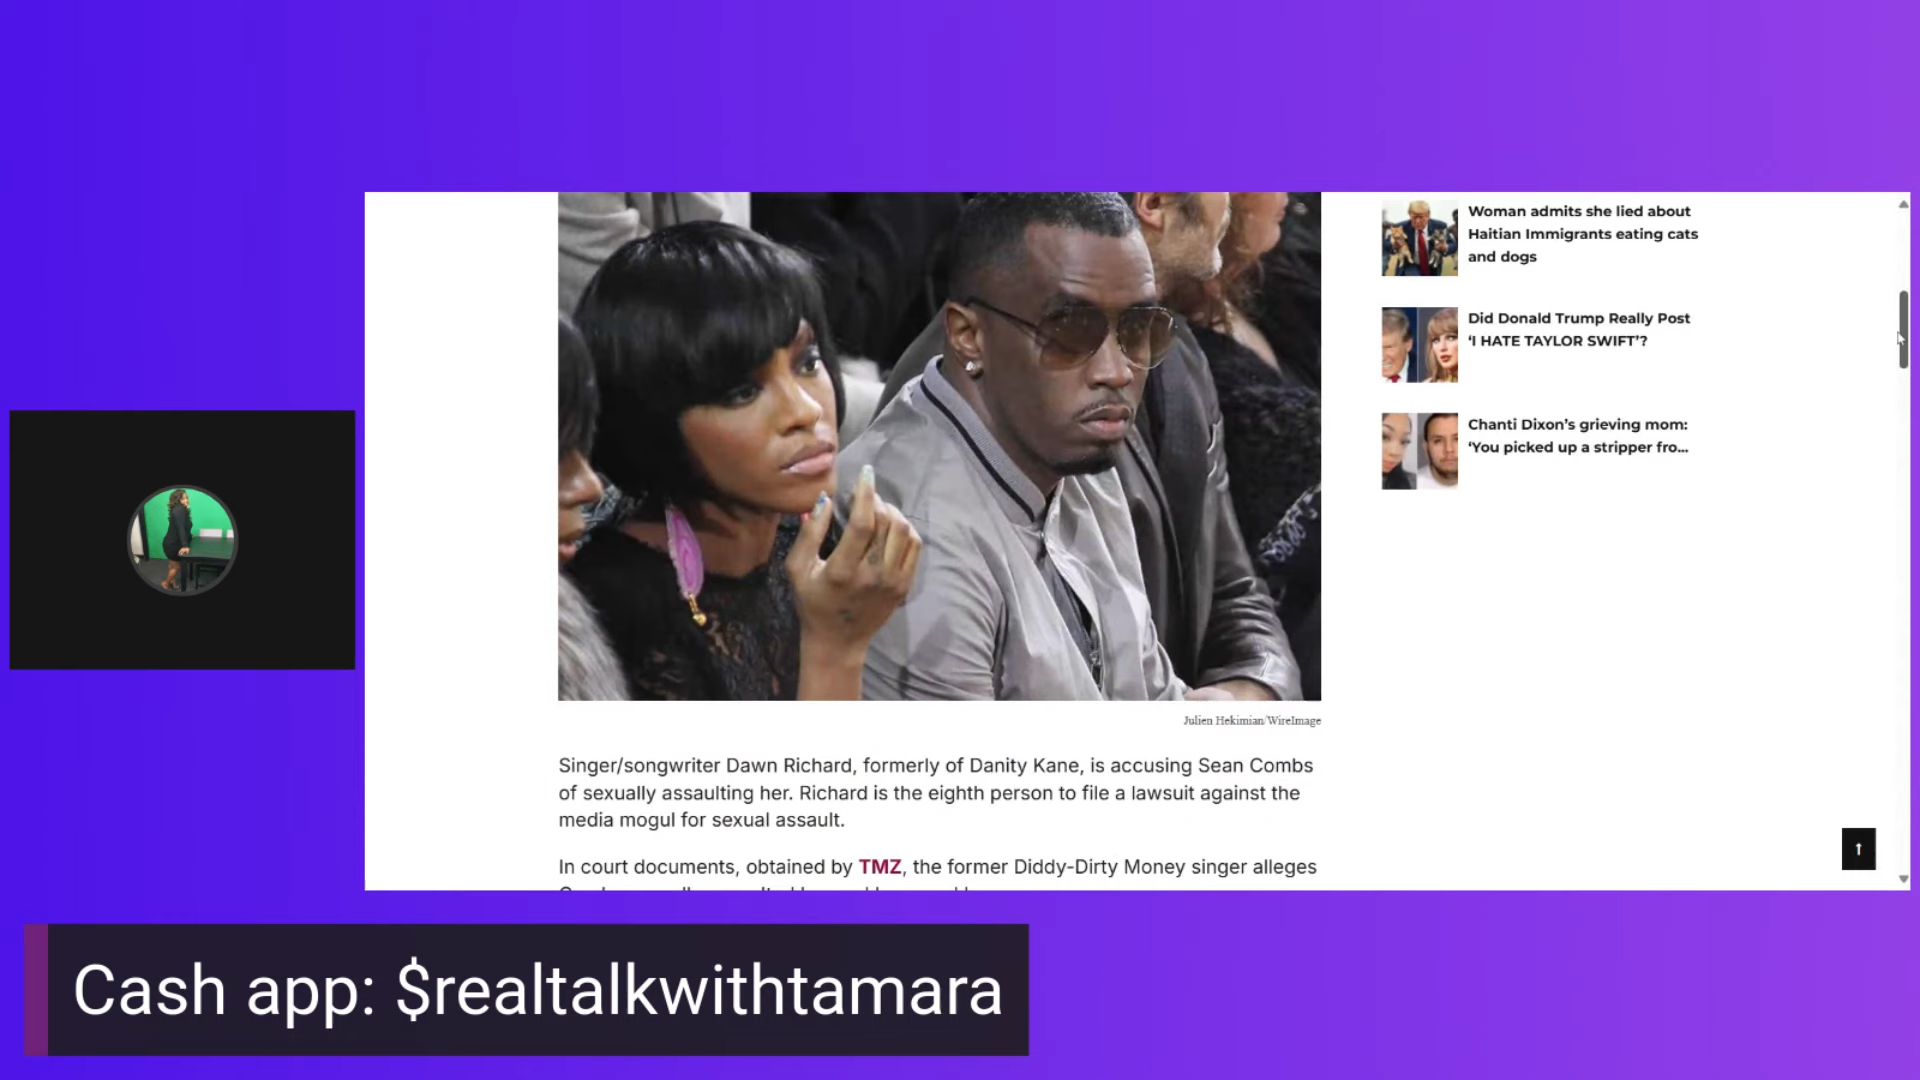 Woman admits she lied about
Haitian Immigrants eating cats
and dogs
Did Donald Trump Really Post
‘I HATE TAYLOR SWIFT’?
Chanti Dixon’s grieving mom:
‘You picked up a stripper fro...
Julien Hekimian/WireImage
Singer/songwriter Dawn Richard, formerly of Danity Kane, is accusing Sean Combs
of sexually assaulting her. Richard is the eighth person to file a lawsuit against the
media mogul for sexual assault.
In court documents, obtained by TMZ, the former Diddy-Dirty Money singer alleges
Cash app: $realtalkwithtamara